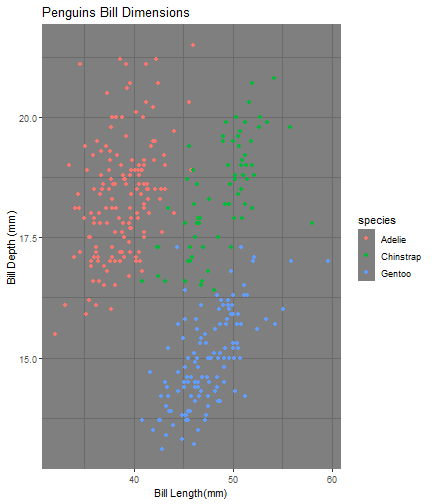 Penguins Bill Dimensions
Bill Depth (mm)
20.0
17.5
15.0
40
50
60
Bill Length(mm)
species
Adelie
Chinstrap
Gentoo